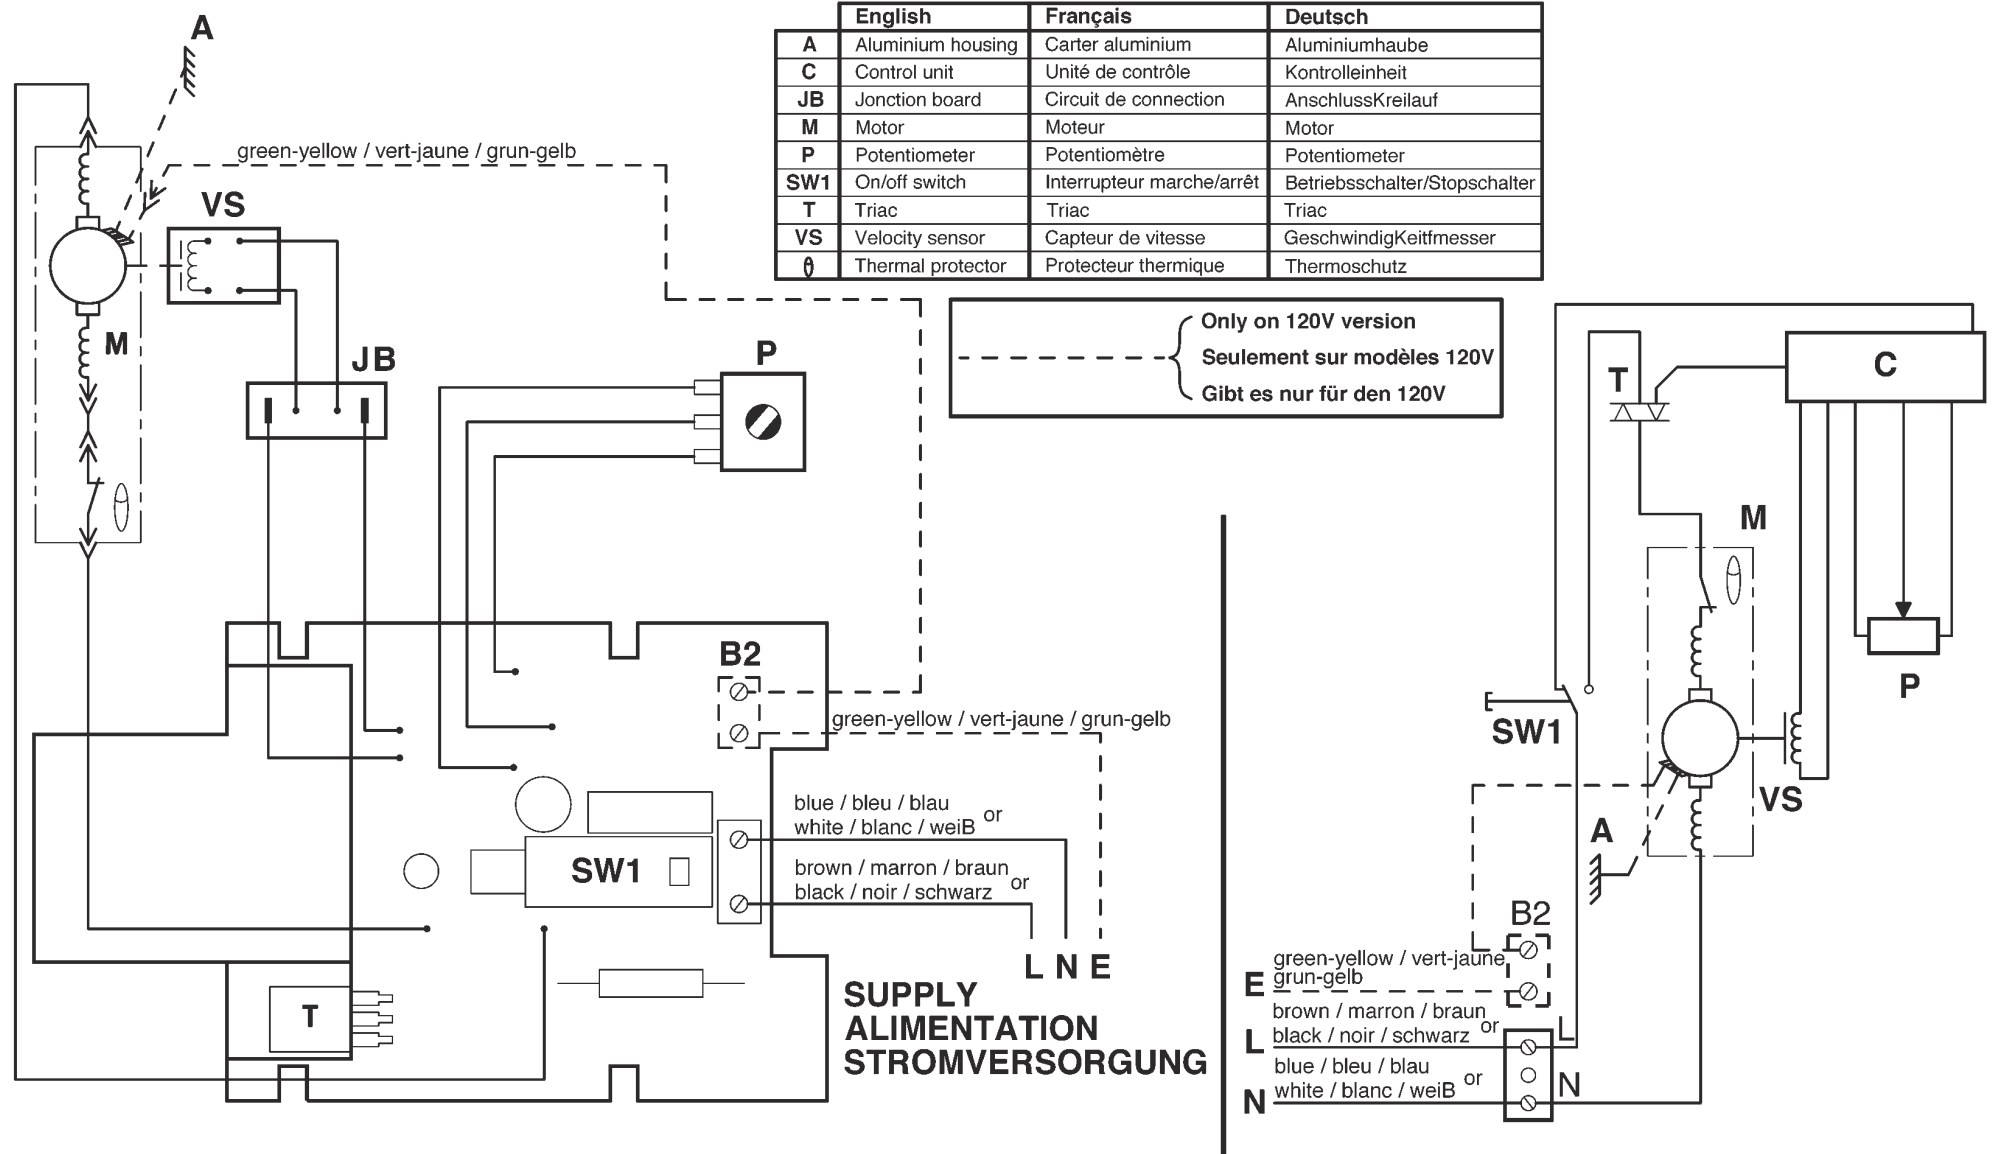 English Français Deutsch
A Aluminium housing Carter aluminium Aluminiumhaube
C Control unit Unité de contrôle Kontrolleinheit
JB Jonction board Circuit de connection AnschlussKreilauf
M Motor Moteur Motor
P Potentiometer Potentiomètre Potentiometer
SW1 On/off switch Interrupteur marche/arrêt Betriebsschalter/Stopschalter
T Triac Triac Triac
VS Velocity sensor Capteur de vitesse GeschwindigKeitfmesser
θ Thermal protector Protecteur thermique Thermoschutz
Only on 120V version
Seulement sur modèles 120V
Gibt es nur für den 120V
A
green-yellow / vert-jaune / grun-gelb
VS
M
JB
P
B2
green-yellow / vert-jaune / grun-gelb
blue / bleu / blau
white / blanc / weiB or
SW1
brown / marron / braun
black / noir / schwarz or
L N E
T
SUPPLY
ALIMENTATION
STROMVERSORGUNG
C
T
M
P
SW1
VS
A
B2
green-yellow / vert-jaune
grun-gelb
E
brown / marron / braun
black / noir / schwarz or
L
L
blue / bleu / blau
white / blanc / weiB or
N
N